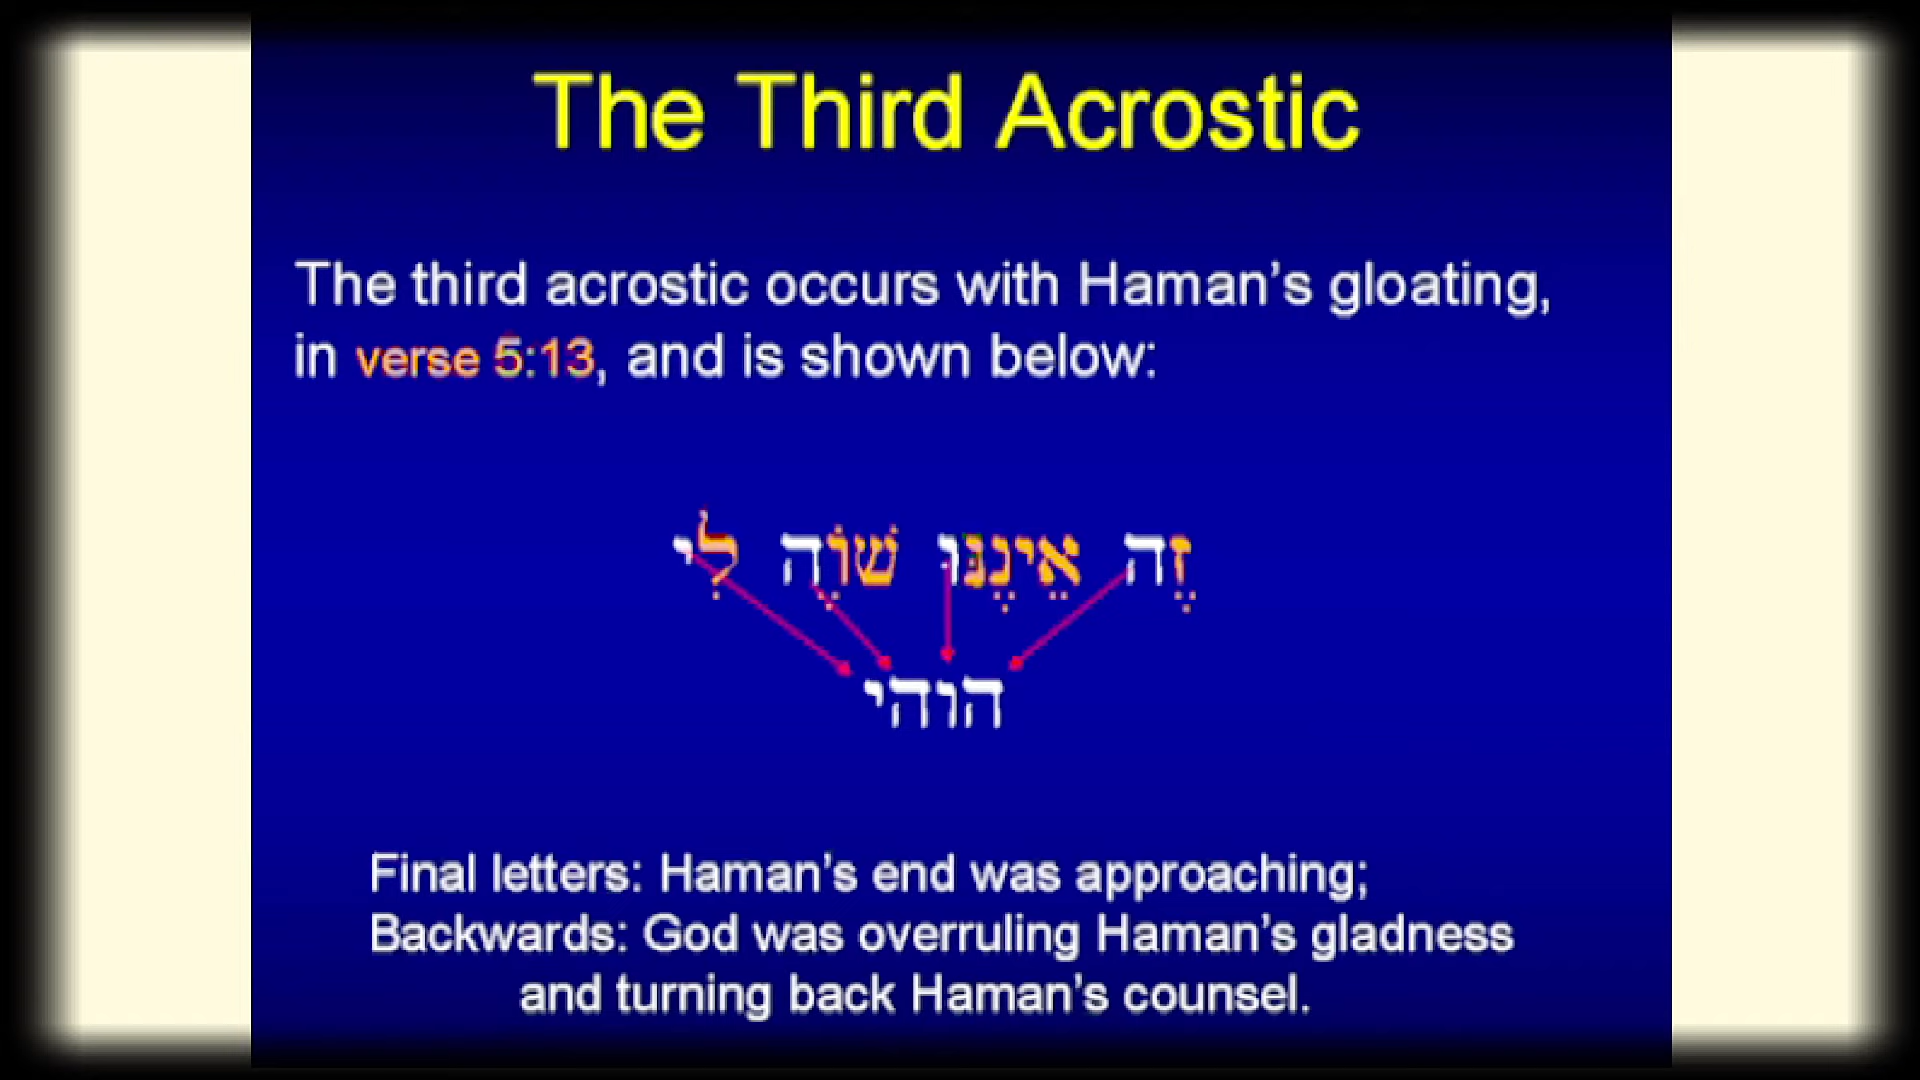 The Third Acrostic
The third acrostic occurs with Haman's gloating,
in verse 5:13, and is shown below:
זֶה אֵינֶנּוּ שׁוֶֹה לִי
הוהי
Final letters: Haman's end was approaching;
Backwards: God was overruling Haman's gladness
and turning back Haman's counsel.